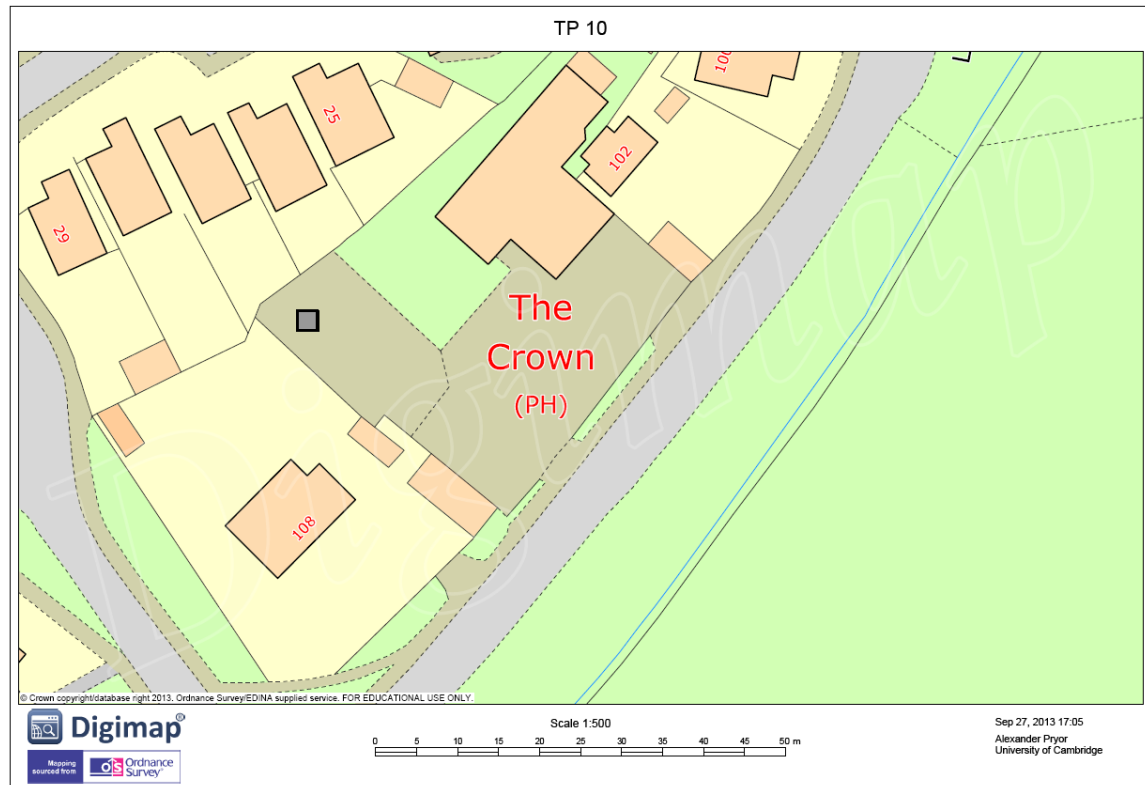 TP 10
100
25
102
29
The
Crown
(PH)
108
Digimap
© Crown copyright/database right 2013. Ordnance Survey/EDINA supplied service. FOR EDUCATIONAL USE ONLY.
Digimap®
Mapping
sourced from
OS Ordnance
Survey®
Scale 1:500
0 5 10 15 20 25 30 35 40 45 50 m
Sep 27, 2013 17:05
Alexander Pryor
University of Cambridge